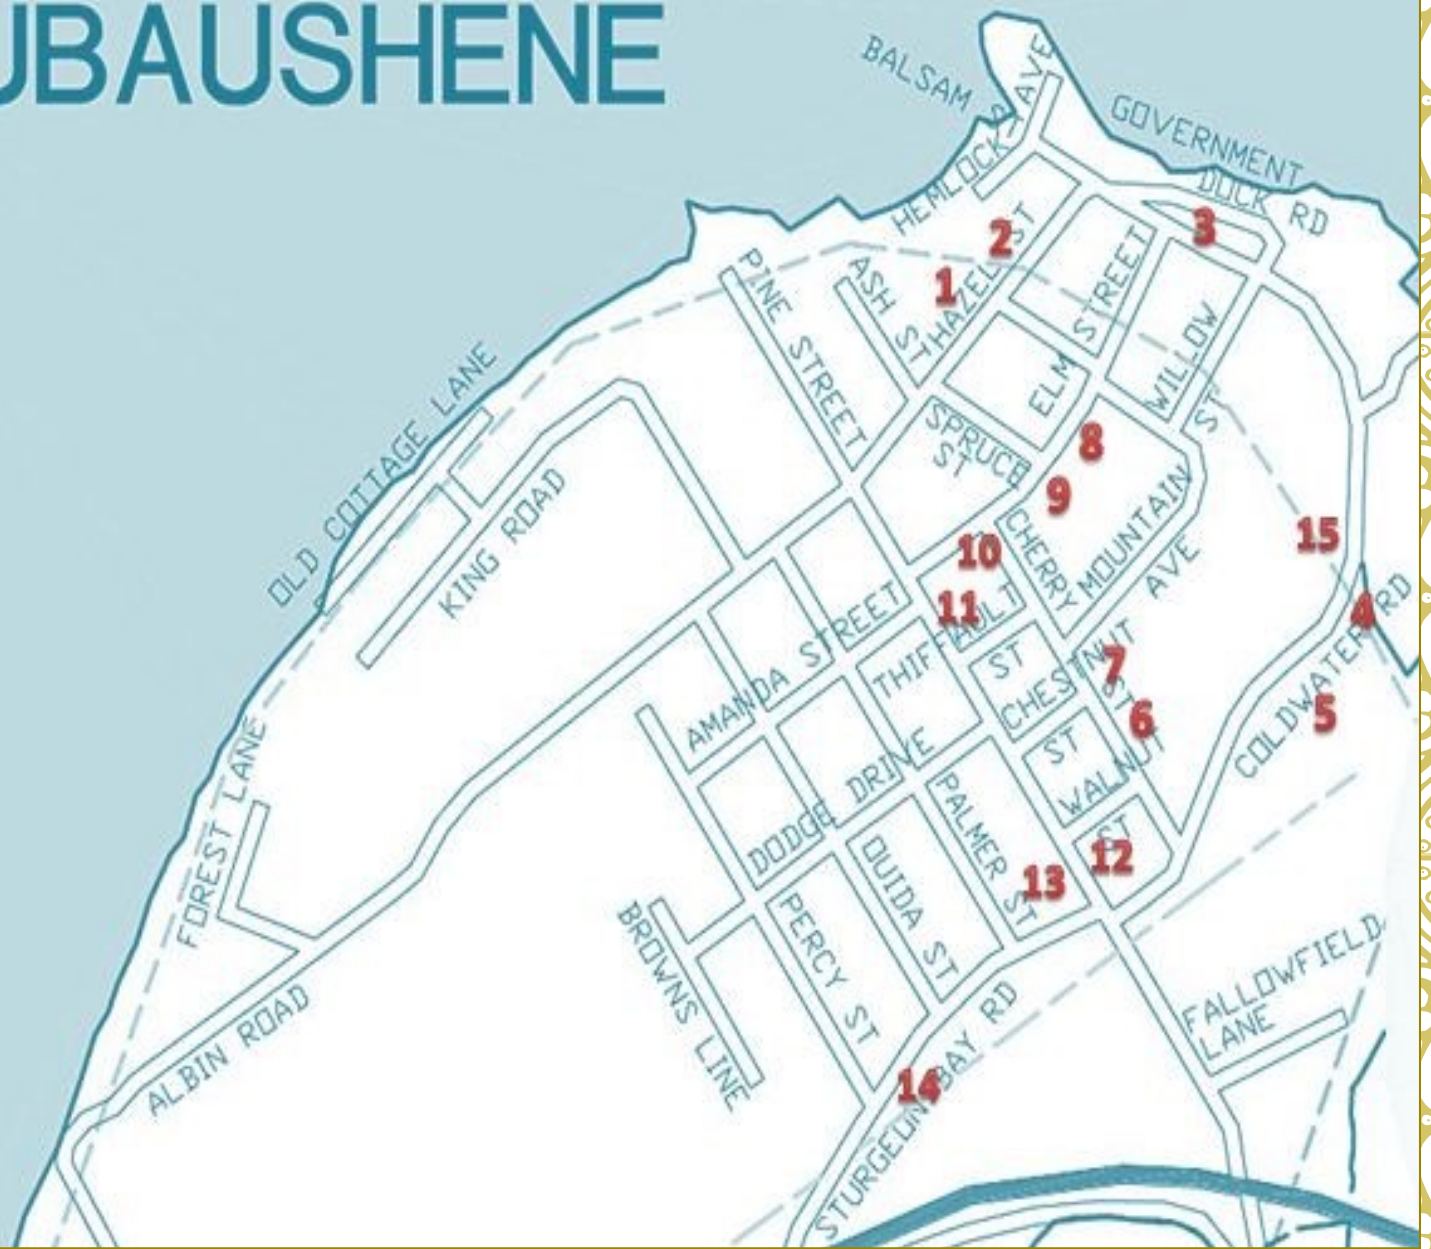 UBAUSHENE
BALSAM ST
HEMLOCK AVE
GOVERNMENT
DOCK RD
3
2
HAZEL ST
1
ASH
ST
PINE STREET
ELM STREET
WILLOW
ST
OLD COTTAGE LANE
KING ROAD
SPRUCE
ST
8
9
10
11
CHERRY
MOUNTAIN
AVE
15
4
COLDWATER RD
5
AMANDA STREET
THIFFAULT
ST
CHESTNUT
ST
7
6
WALNUT
ST
12
DODGE DRIVE
PALMER
ST
13
OUIDA ST
PERCY ST
BROWNS LINE
FOREST LANE
ALBIN ROAD
FALLOWFIELD
LANE
14
STURGEON BAY RD